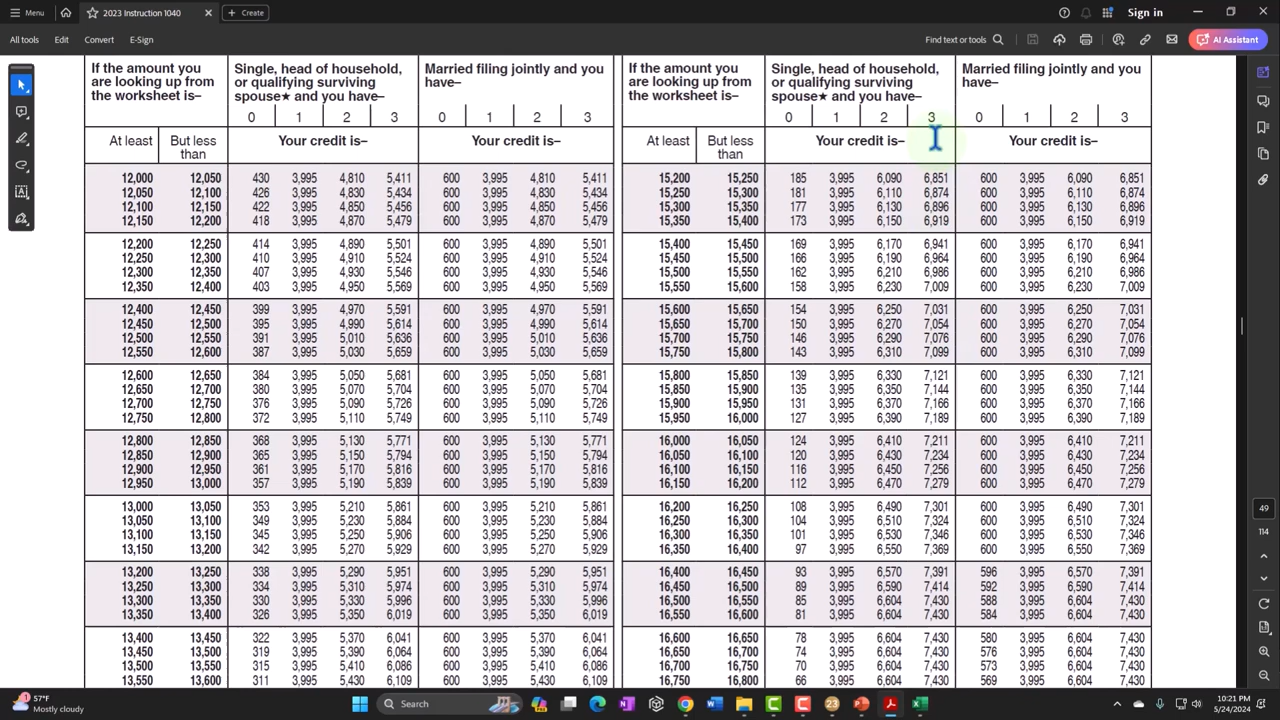 Menu
2023 Instruction 1040
Create
Sign in
All tools
Edit
Convert
E-Sign
Find text or tools
AI Assistant
If the amount you are looking up from the worksheet is–
Single, head of household, or qualifying surviving spouse★ and you have–
Married filing jointly and you have–
If the amount you are looking up from the worksheet is–
Single, head of household, or qualifying surviving spouse★ and you have–
Married filing jointly and you have–
0 1 2 3 0 1 2 3 0 1 2 3 0 1 2 3
At least But less than Your credit is– Your credit is– At least But less than Your credit is– Your credit is–
12,000 12,050 430 3,995 4,810 5,411 600 3,995 4,810 5,411 15,200 15,250 185 3,995 6,090 6,851 600 3,995 6,090 6,851
12,050 12,100 426 3,995 4,830 5,434 600 3,995 4,830 5,434 15,250 15,300 181 3,995 6,110 6,874 600 3,995 6,110 6,874
12,100 12,150 422 3,995 4,850 5,456 600 3,995 4,850 5,456 15,300 15,350 177 3,995 6,130 6,896 600 3,995 6,130 6,896
12,150 12,200 418 3,995 4,870 5,479 600 3,995 4,870 5,479 15,350 15,400 173 3,995 6,150 6,919 600 3,995 6,150 6,919
12,200 12,250 414 3,995 4,890 5,501 600 3,995 4,890 5,501 15,400 15,450 169 3,995 6,170 6,941 600 3,995 6,170 6,941
12,250 12,300 410 3,995 4,910 5,524 600 3,995 4,910 5,524 15,450 15,500 166 3,995 6,190 6,964 600 3,995 6,190 6,964
12,300 12,350 407 3,995 4,930 5,546 600 3,995 4,930 5,546 15,500 15,550 162 3,995 6,210 6,986 600 3,995 6,210 6,986
12,350 12,400 403 3,995 4,950 5,569 600 3,995 4,950 5,569 15,550 15,600 158 3,995 6,230 7,009 600 3,995 6,230 7,009
12,400 12,450 399 3,995 4,970 5,591 600 3,995 4,970 5,591 15,600 15,650 154 3,995 6,250 7,031 600 3,995 6,250 7,031
12,450 12,500 395 3,995 4,990 5,614 600 3,995 4,990 5,614 15,650 15,700 150 3,995 6,270 7,054 600 3,995 6,270 7,054
12,500 12,550 391 3,995 5,010 5,636 600 3,995 5,010 5,636 15,700 15,750 146 3,995 6,290 7,076 600 3,995 6,290 7,076
12,550 12,600 387 3,995 5,030 5,659 600 3,995 5,030 5,659 15,750 15,800 143 3,995 6,310 7,099 600 3,995 6,310 7,099
12,600 12,650 384 3,995 5,050 5,681 600 3,995 5,050 5,681 15,800 15,850 139 3,995 6,330 7,121 600 3,995 6,330 7,121
12,650 12,700 380 3,995 5,070 5,704 600 3,995 5,070 5,704 15,850 15,900 135 3,995 6,350 7,144 600 3,995 6,350 7,144
12,700 12,750 376 3,995 5,090 5,726 600 3,995 5,090 5,726 15,900 15,950 131 3,995 6,370 7,166 600 3,995 6,370 7,166
12,750 12,800 372 3,995 5,110 5,749 600 3,995 5,110 5,749 15,950 16,000 127 3,995 6,390 7,189 600 3,995 6,390 7,189
12,800 12,850 368 3,995 5,130 5,771 600 3,995 5,130 5,771 16,000 16,050 124 3,995 6,410 7,211 600 3,995 6,410 7,211
12,850 12,900 365 3,995 5,150 5,794 600 3,995 5,150 5,794 16,050 16,100 120 3,995 6,430 7,234 600 3,995 6,430 7,234
12,900 12,950 361 3,995 5,170 5,816 600 3,995 5,170 5,816 16,100 16,150 116 3,995 6,450 7,256 600 3,995 6,450 7,256
12,950 13,000 357 3,995 5,190 5,839 600 3,995 5,190 5,839 16,150 16,200 112 3,995 6,470 7,279 600 3,995 6,470 7,279
13,000 13,050 353 3,995 5,210 5,861 600 3,995 5,210 5,861 16,200 16,250 108 3,995 6,490 7,301 600 3,995 6,490 7,301
13,050 13,100 349 3,995 5,230 5,884 600 3,995 5,230 5,884 16,250 16,300 104 3,995 6,510 7,324 600 3,995 6,510 7,324
13,100 13,150 345 3,995 5,250 5,906 600 3,995 5,250 5,906 16,300 16,350 101 3,995 6,530 7,346 600 3,995 6,530 7,346
13,150 13,200 342 3,995 5,270 5,929 600 3,995 5,270 5,929 16,350 16,400 97 3,995 6,550 7,369 600 3,995 6,550 7,369
13,200 13,250 338 3,995 5,290 5,951 600 3,995 5,290 5,951 16,400 16,450 93 3,995 6,570 7,391 596 3,995 6,570 7,391
13,250 13,300 334 3,995 5,310 5,974 600 3,995 5,310 5,974 16,450 16,500 89 3,995 6,590 7,414 592 3,995 6,590 7,414
13,300 13,350 330 3,995 5,330 5,996 600 3,995 5,330 5,996 16,500 16,550 85 3,995 6,604 7,430 588 3,995 6,604 7,430
13,350 13,400 326 3,995 5,350 6,019 600 3,995 5,350 6,019 16,550 16,600 81 3,995 6,604 7,430 584 3,995 6,604 7,430
13,400 13,450 322 3,995 5,370 6,041 600 3,995 5,370 6,041 16,600 16,650 78 3,995 6,604 7,430 580 3,995 6,604 7,430
13,450 13,500 319 3,995 5,390 6,064 600 3,995 5,390 6,064 16,650 16,700 74 3,995 6,604 7,430 576 3,995 6,604 7,430
13,500 13,550 315 3,995 5,410 6,086 600 3,995 5,410 6,086 16,700 16,750 70 3,995 6,604 7,430 573 3,995 6,604 7,430
13,550 13,600 311 3,995 5,430 6,109 600 3,995 5,430 6,109 16,750 16,800 66 3,995 6,604 7,430 569 3,995 6,604 7,430
49
114
57°F
Mostly cloudy
Search
23
10:21 PM
5/24/2024